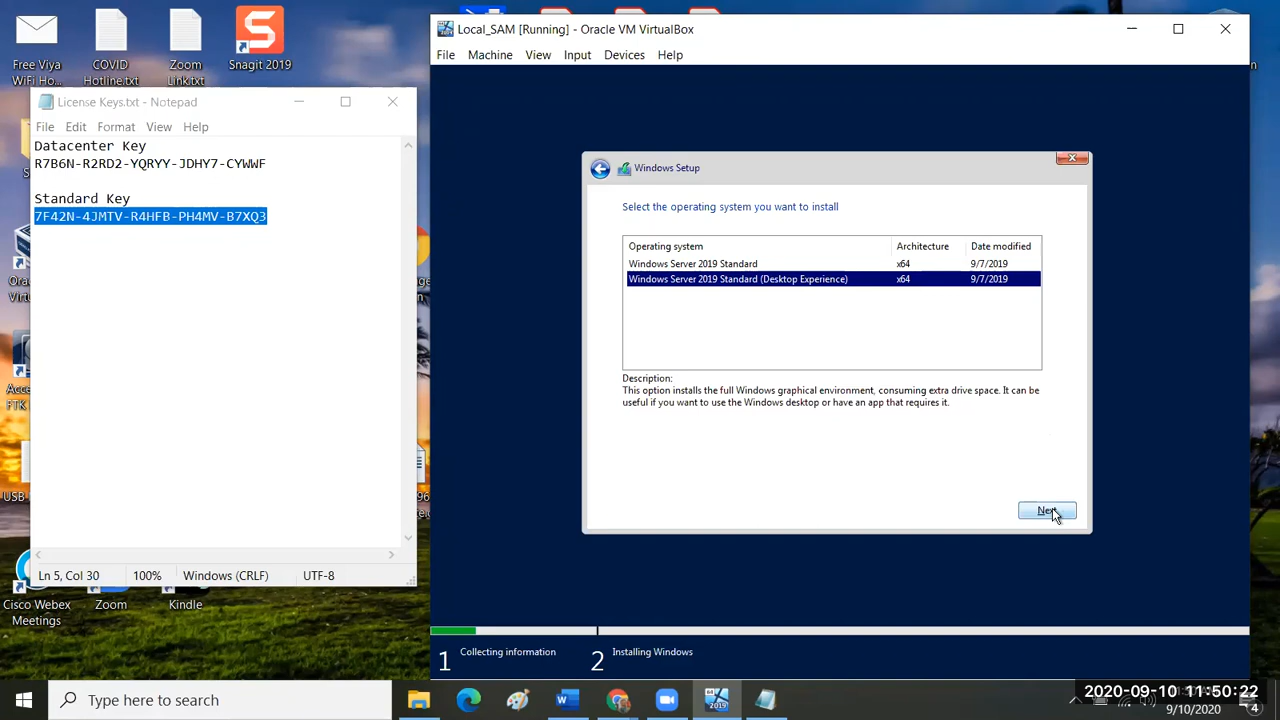 Free Viya
WiFi Ho...
COVID
Hotline.txt
Zoom
Link.txt
Snagit 2019
License Keys.txt - Notepad
File Edit Format View Help
Datacenter Key
R7B6N-R2RD2-YQRYY-JDHY7-CYWWF
Standard Key
7F42N-4JMTV-R4HFB-PH4MV-B7XQ3
Ln 5, Col 30 100% Windows (CRLF) UTF-8
Cisco Webex
Meetings
Zoom
Kindle
Local_SAM [Running] - Oracle VM VirtualBox
File Machine View Input Devices Help
Windows Setup
Select the operating system you want to install
Operating system Architecture Date modified
Windows Server 2019 Standard x64 9/7/2019
Windows Server 2019 Standard (Desktop Experience) x64 9/7/2019
Description:
This option installs the full Windows graphical environment, consuming extra drive space. It can be
useful if you want to use the Windows desktop or have an app that requires it.
Next
1 Collecting information 2 Installing Windows
Type here to search
2019
2020-09-10 11:50:22
9/10/2020
4